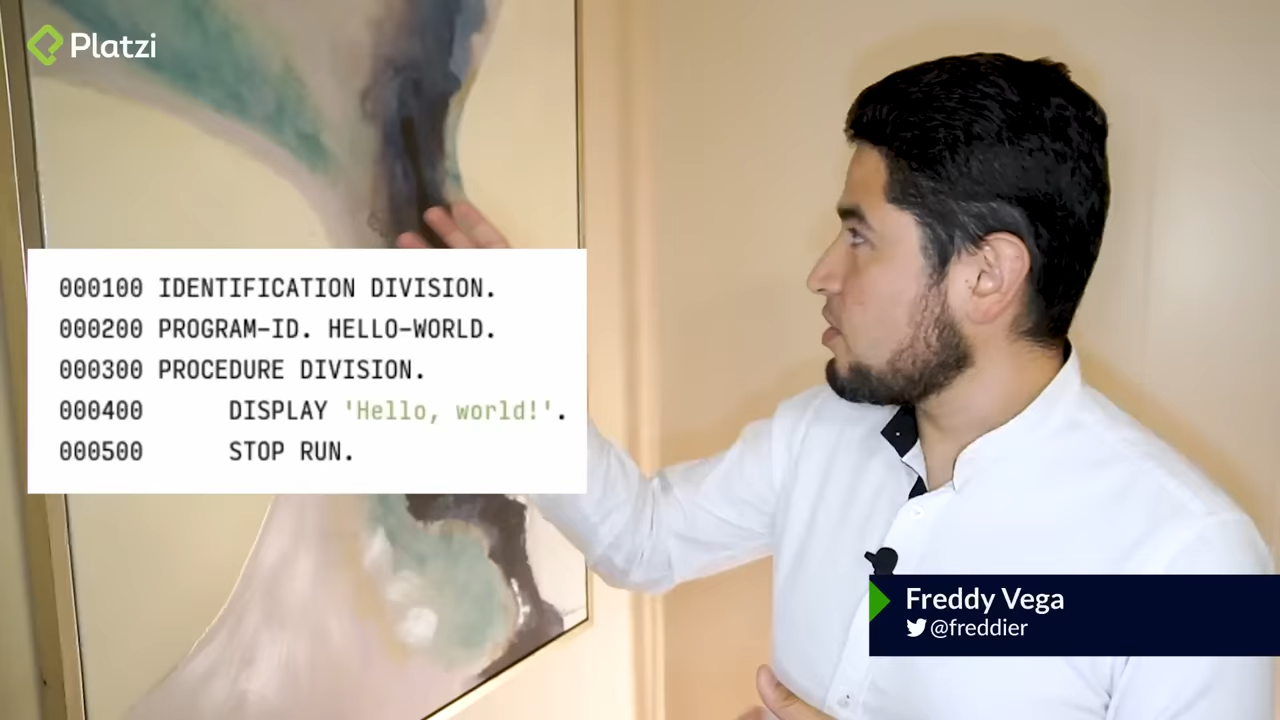 Platzi
000100 IDENTIFICATION DIVISION.
000200 PROGRAM-ID. HELLO-WORLD.
000300 PROCEDURE DIVISION.
000400 DISPLAY 'Hello, world!'.
000500 STOP RUN.
Freddy Vega
@freddier